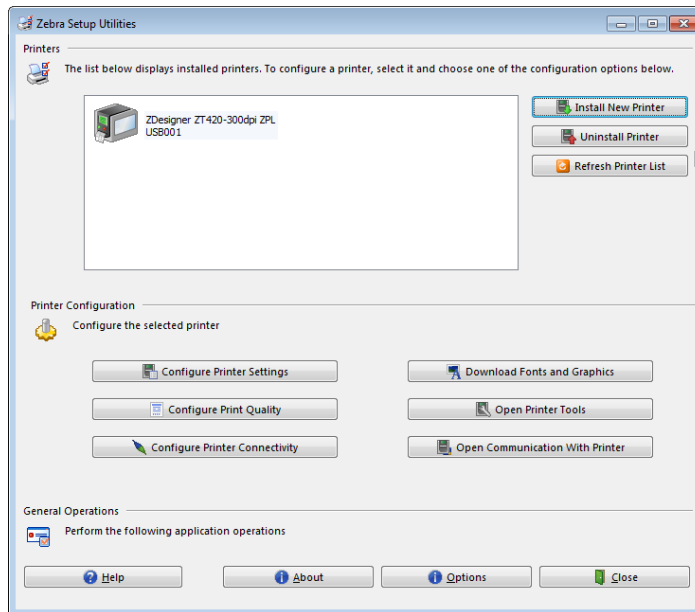 Zebra Setup Utilities
Printers
The list below displays installed printers. To configure a printer, select it and choose one of the configuration options below.
ZDesigner ZT420-300dpi ZPL
USB001
Install New Printer
Uninstall Printer
Refresh Printer List
Printer Configuration
Configure the selected printer
Configure Printer Settings
Download Fonts and Graphics
Configure Print Quality
Open Printer Tools
Configure Printer Connectivity
Open Communication With Printer
General Operations
Perform the following application operations
Help
About
Options
Close